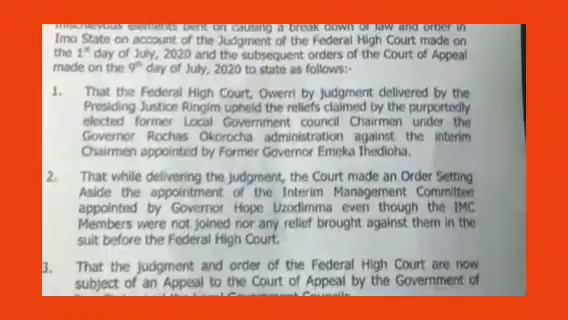 mischievous elements bent on causing a break down of law and order in
Imo State on account of the Judgment of the Federal High Court made on
the 1st day of July, 2020 and the subsequent orders of the Court of Appeal
made on the 9th day of July, 2020 to state as follows:-
1. That the Federal High Court, Owerri by judgment delivered by the
Presiding Justice Ringim upheld the reliefs claimed by the purportedly
elected former Local Government council Chairmen under the
Governor Rochas Okorocha administration against the interim
Chairmen appointed by Former Governor Emeka Ihedioha.
2. That while delivering the judgment, the Court made an Order Setting
Aside the appointment of the Interim Management Committee
appointed by Governor Hope Uzodimma even though the IMC
Members were not joined nor any relief brought against them in the
suit before the Federal High Court.
3. That the judgment and order of the Federal High Court are now
subject of an Appeal to the Court of Appeal by the Government of